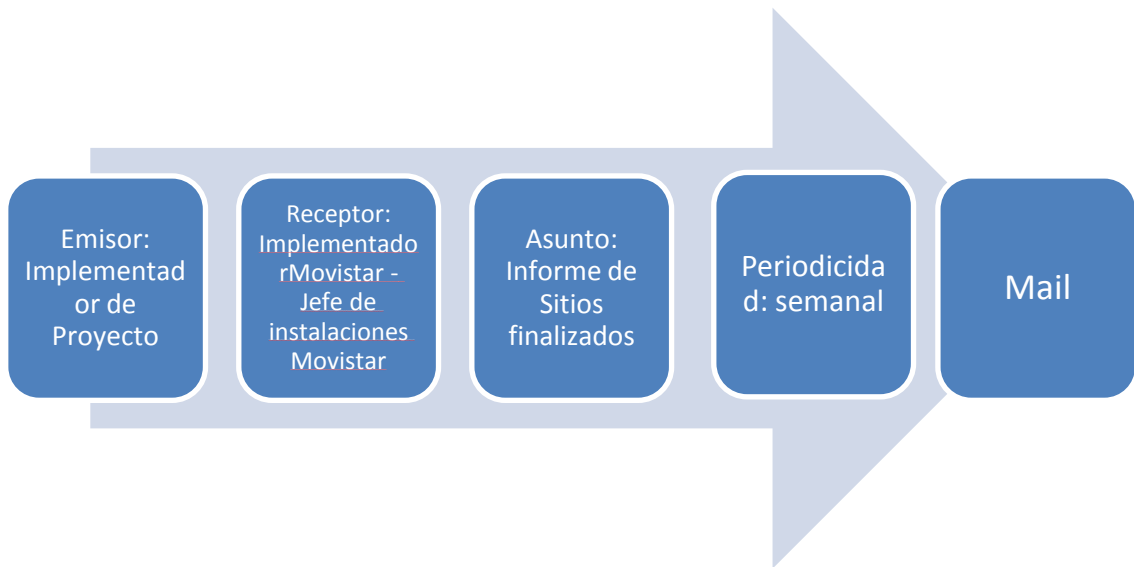 Emisor:
Implementad
or de
Proyecto
Receptor:
Implementado
rMovistar -
Jefe de
instalaciones
Movistar
Asunto:
Informe de
Sitios
finalizados
Periodicida
d: semanal
Mail